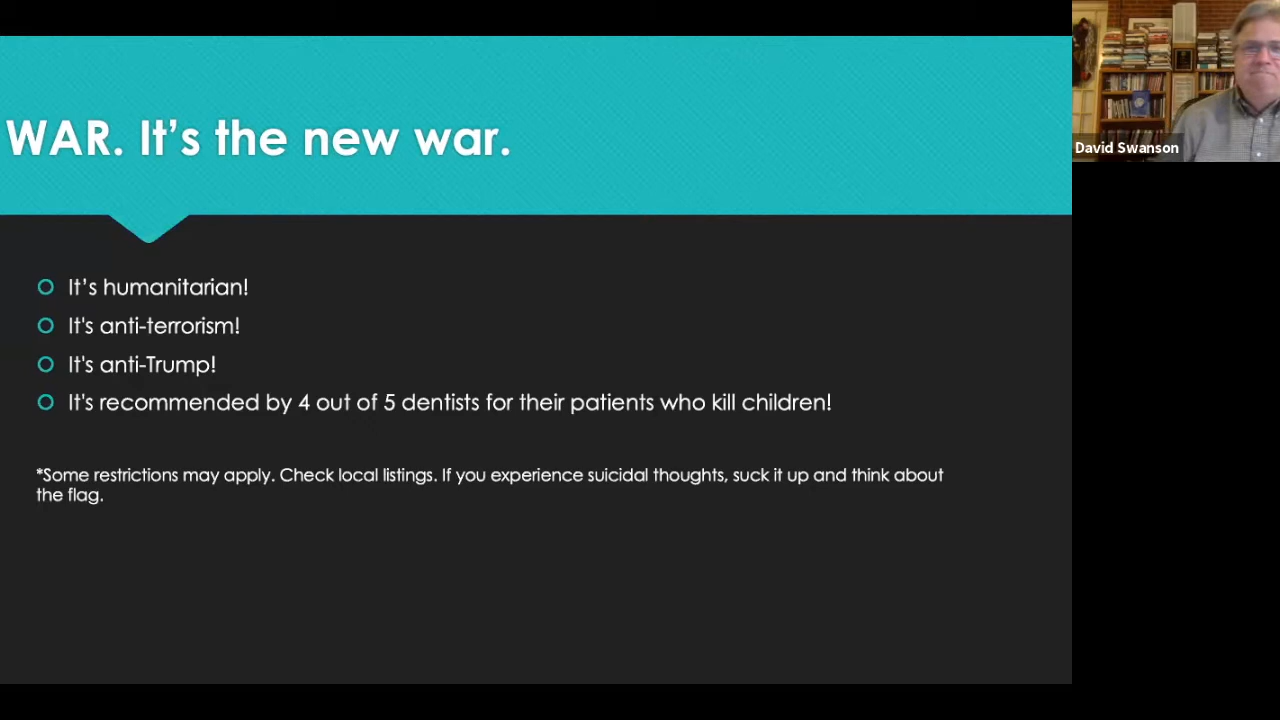 WAR. It’s the new war.
It’s humanitarian!
It's anti-terrorism!
It's anti-Trump!
It's recommended by 4 out of 5 dentists for their patients who kill children!
*Some restrictions may apply. Check local listings. If you experience suicidal thoughts, suck it up and think about
the flag.
David Swanson